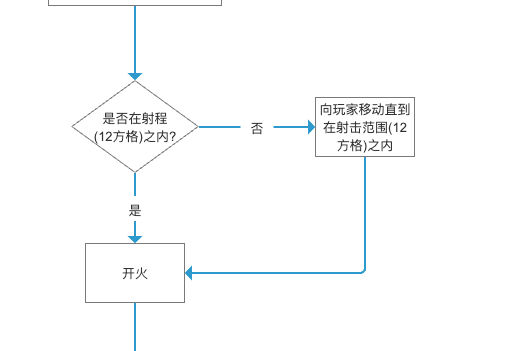 是否在射程
(12方格)之内?
否
向玩家移动直到
在射击范围(12
方格)之内
是
开火